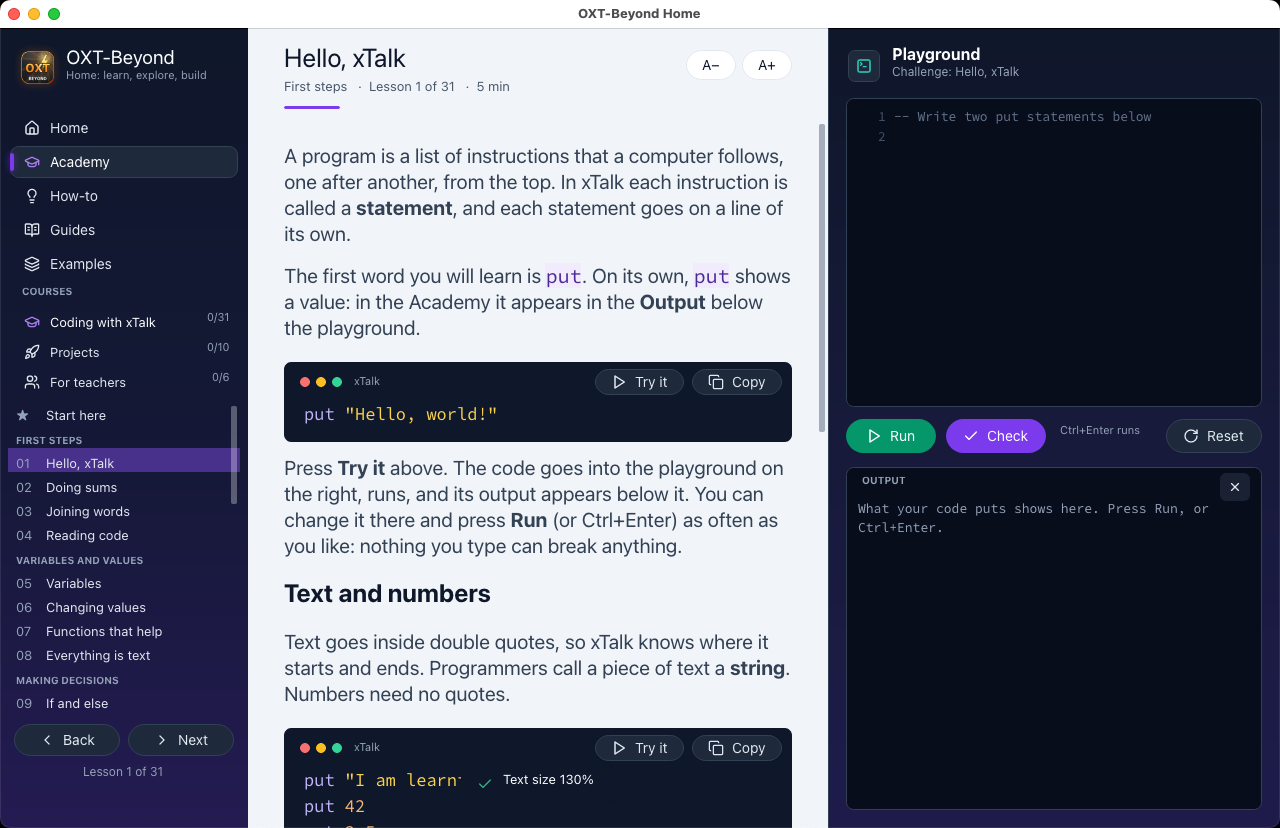 OXT-Beyond Home
OXT
BEYOND
OXT-Beyond
Home: learn, explore, build
Home
Academy
How-to
Guides
Examples
COURSES
Coding with xTalk 0/31
Projects 0/10
For teachers 0/6
Start here
FIRST STEPS
01 Hello, xTalk
02 Doing sums
03 Joining words
04 Reading code
VARIABLES AND VALUES
05 Variables
06 Changing values
07 Functions that help
08 Everything is text
MAKING DECISIONS
09 If and else
Back Next
Lesson 1 of 31
Hello, xTalk
First steps · Lesson 1 of 31 · 5 min
A− A+
A program is a list of instructions that a computer follows,
one after another, from the top. In xTalk each instruction is
called a statement, and each statement goes on a line of
its own.
The first word you will learn is put. On its own, put shows
a value: in the Academy it appears in the Output below
the playground.
xTalk Try it Copy
put "Hello, world!"
Press Try it above. The code goes into the playground on
the right, runs, and its output appears below it. You can
change it there and press Run (or Ctrl+Enter) as often as
you like: nothing you type can break anything.
Text and numbers
Text goes inside double quotes, so xTalk knows where it
starts and ends. Programmers call a piece of text a string.
Numbers need no quotes.
xTalk Try it Copy
put "I am learn
Text size 130%
put 42
Playground
Challenge: Hello, xTalk
1 -- Write two put statements below
2
Run Check Ctrl+Enter runs Reset
OUTPUT
What your code puts shows here. Press Run, or
Ctrl+Enter.